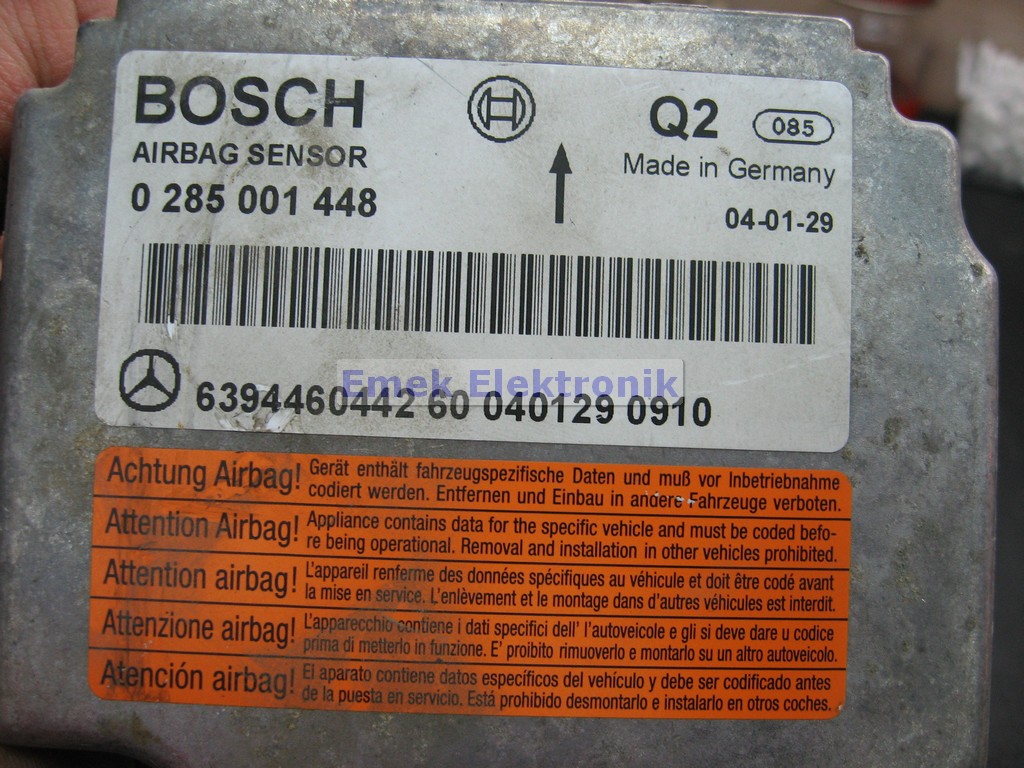 BOSCH
Q2 085
AIRBAG SENSOR
Made in Germany
0 285 001 448
04-01-29
Emek Elektronik
6394460442 60 040129 0910
Achtung Airbag! Gerät enthält fahrzeugspezifische Daten und muß vor Inbetriebnahme
codiert werden. Entfernen und Einbau in andere Fahrzeuge verboten.
Attention Airbag! Appliance contains data for the specific vehicle and must be coded befo-
re being operational. Removal and installation in other vehicles prohibited.
Attention airbag! L'appareil renferme des données spécifiques au véhicule et doit être codé avant
la mise en service. L'enlèvement et le montage dans d'autres véhicules est interdit.
Attenzione airbag! L'apparecchio contiene i dati specifici dell' l'autoveicolo e gli si deve dare u codice
prima di metterlo in funzione. E' proibito rimuoverlo e montarlo su un altro autoveicolo.
Atención airbag! El aparato contiene datos específicos del vehículo y debe ser codificado antes
de la puesta en servicio. Está prohibido desmontarlo e instalarlo en otros coches.